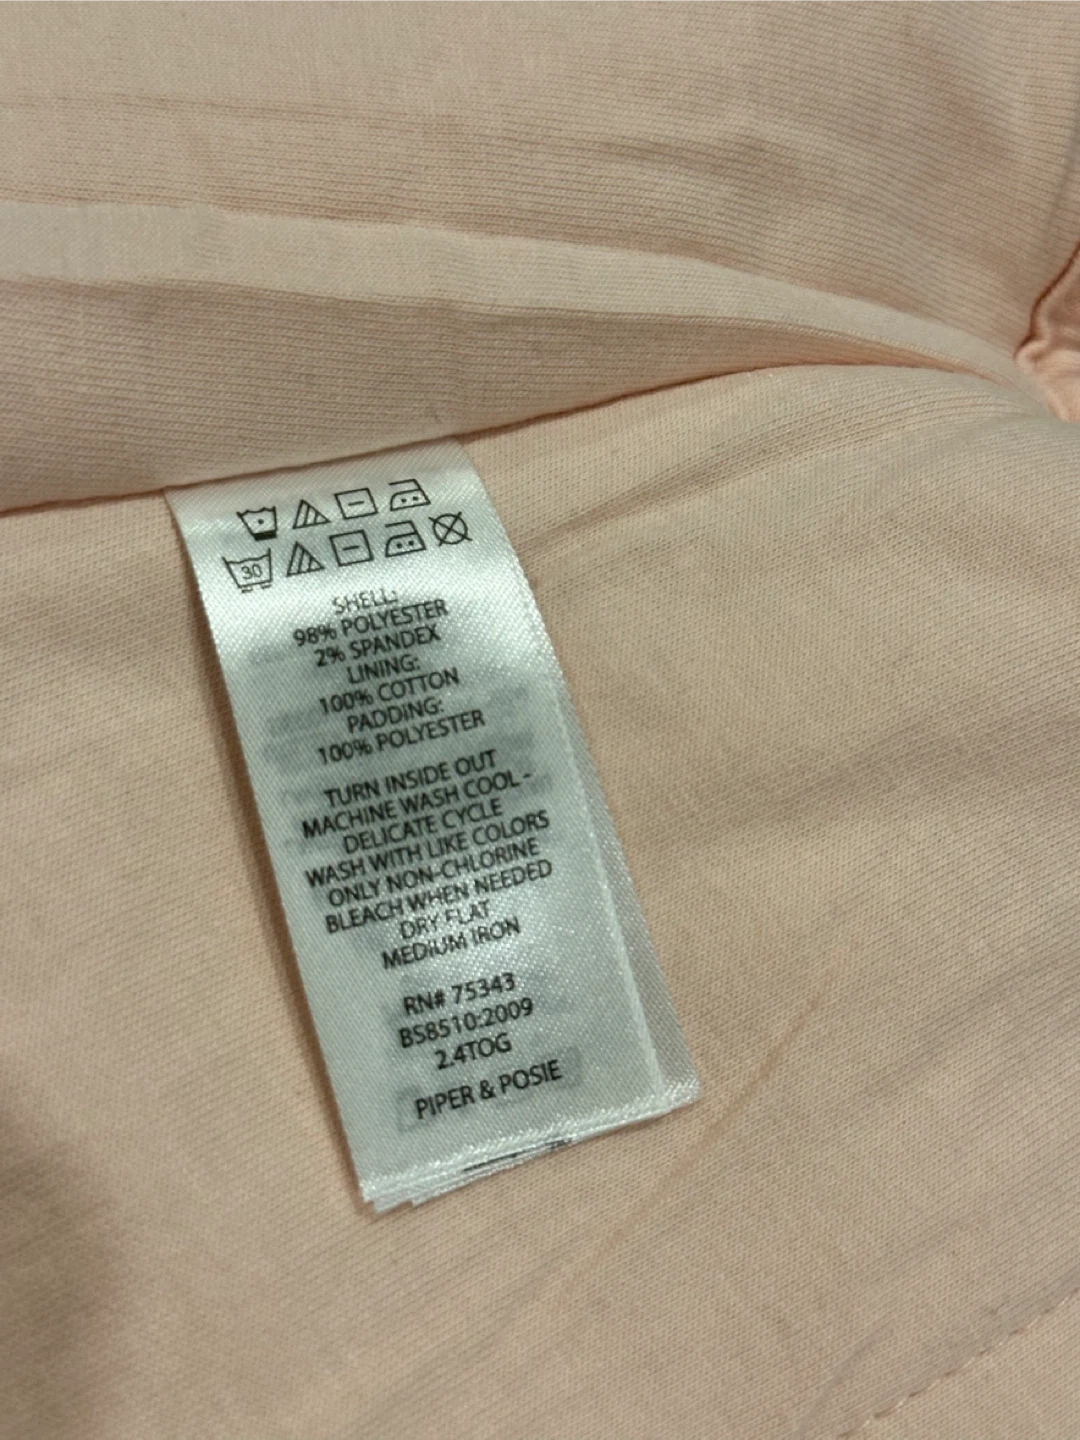 30
SHELL:
98% POLYESTER
2% SPANDEX
LINING:
100% COTTON
PADDING:
100% POLYESTER
TURN INSIDE OUT
MACHINE WASH COOL -
DELICATE CYCLE
WASH WITH LIKE COLORS
ONLY NON-CHLORINE
BLEACH WHEN NEEDED
DRY FLAT
MEDIUM IRON
RN# 75343
BS8510:2009
2.4TOG
PIPER & POSIE